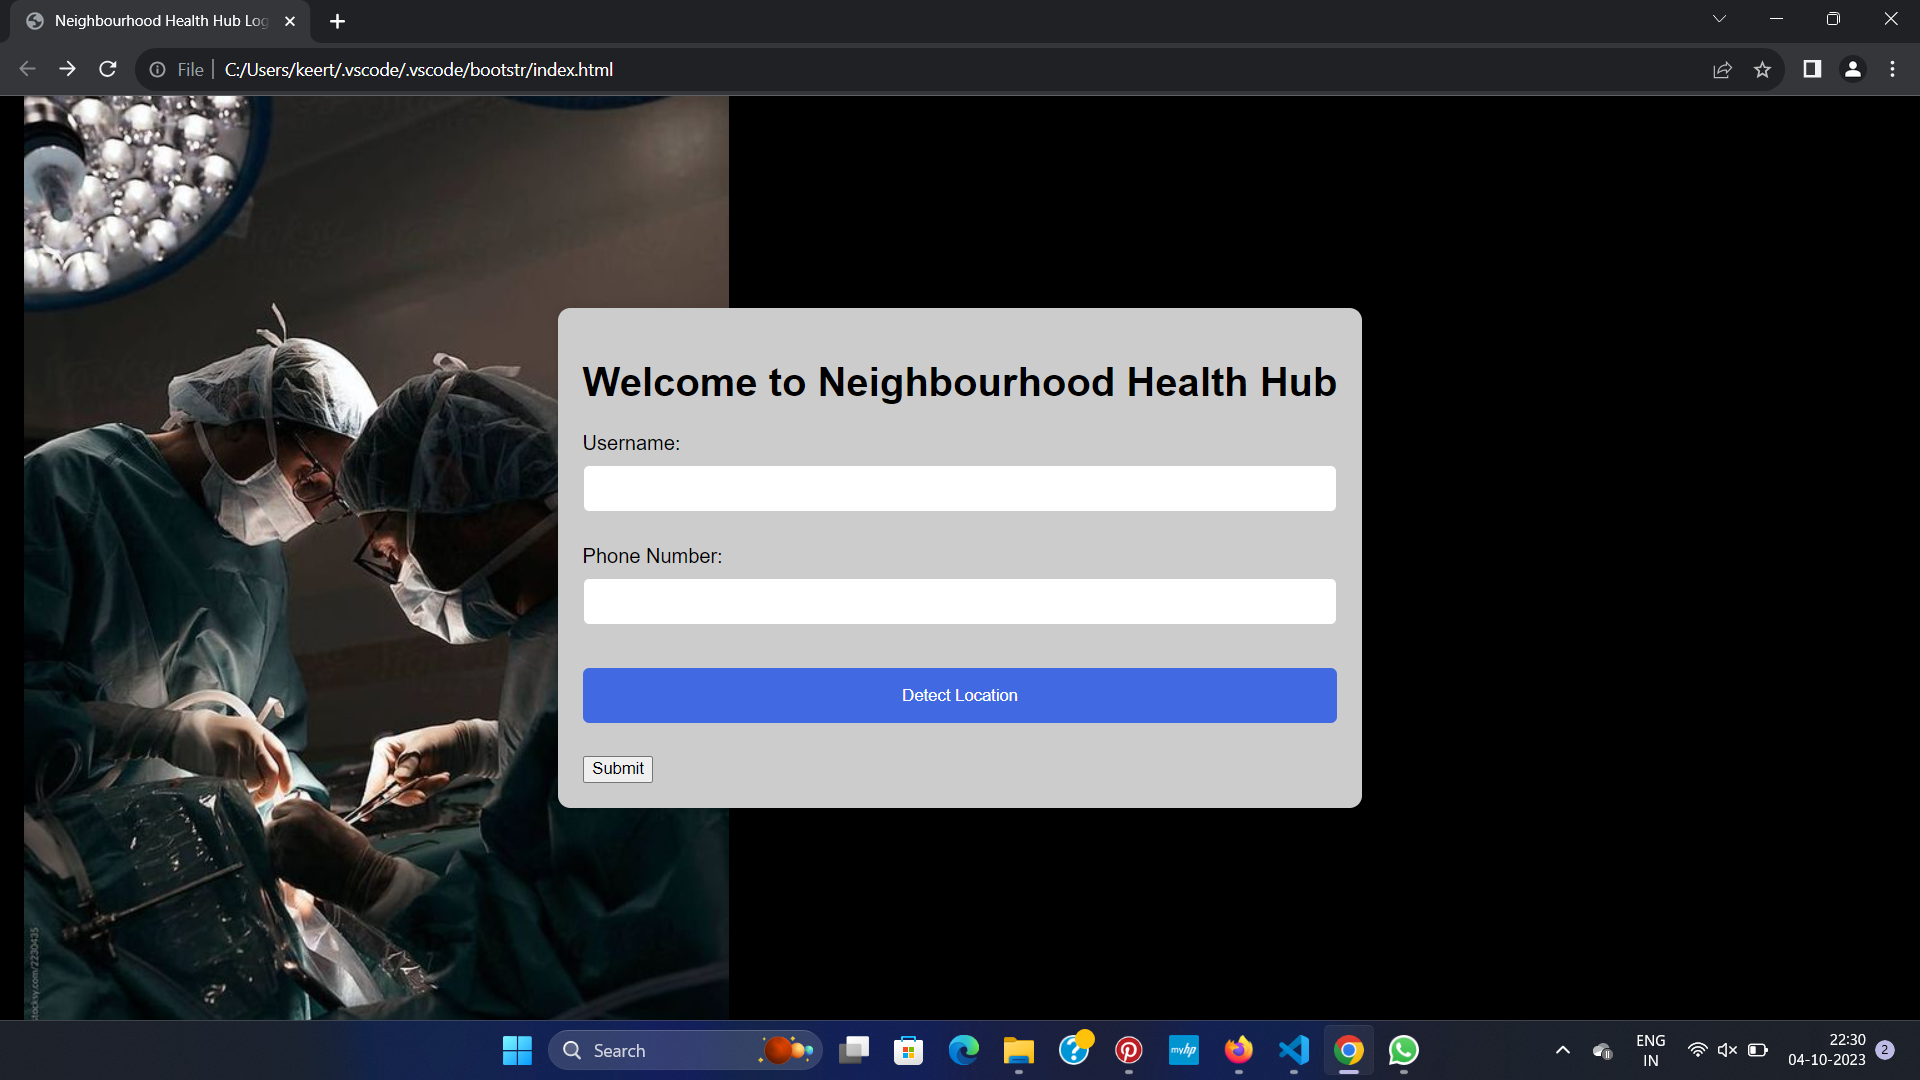 Neighbourhood Health Hub Log
File
C:/Users/keert/.vscode/.vscode/bootstr/index.html
Welcome to Neighbourhood Health Hub
Username:
Phone Number:
Detect Location
Submit
stocksy.com/2230435
Search
myhp
ENG
IN
22:30
04-10-2023
2